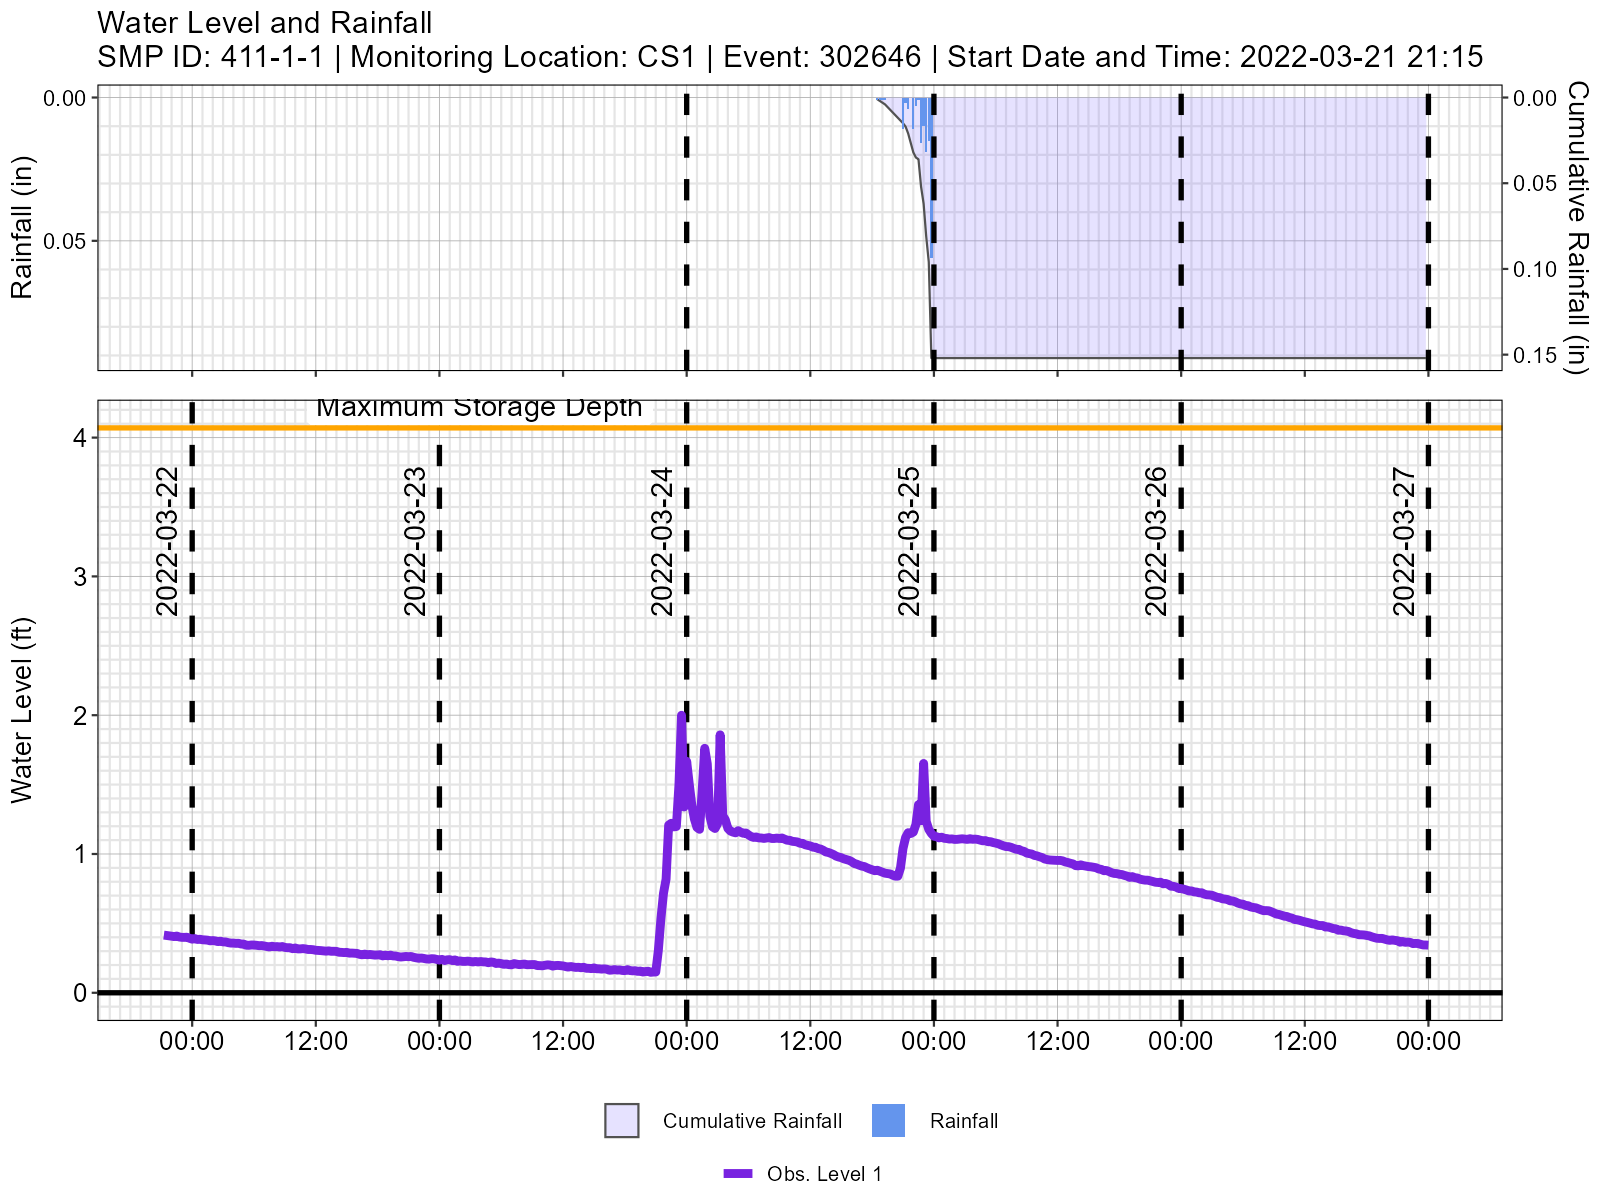 Water Level and Rainfall
SMP ID: 411-1-1 | Monitoring Location: CS1 | Event: 302646 | Start Date and Time: 2022-03-21 21:15
Rainfall (in)
0.00
0.05
0.00
0.05
0.10
0.15
Cumulative Rainfall (in)
Maximum Storage Depth
Water Level (ft)
4
3
2
1
0
2022-03-22
2022-03-23
2022-03-24
2022-03-25
2022-03-26
2022-03-27
00:00 12:00 00:00 12:00 00:00 12:00 00:00 12:00 00:00 12:00 00:00
Cumulative Rainfall
Rainfall
Obs. Level 1